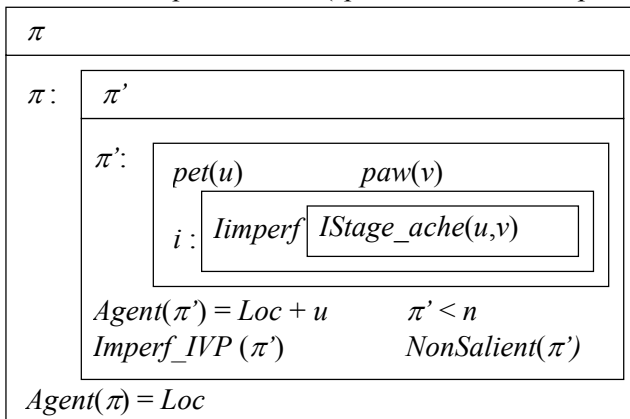 π
π : π’
π’: pet(u) paw(v)
i : Iimperf IStage_ache(u,v)
Agent(π’) = Loc + u π’ < n
Imperf_IVP (π’) NonSalient(π’)
Agent(π) = Loc